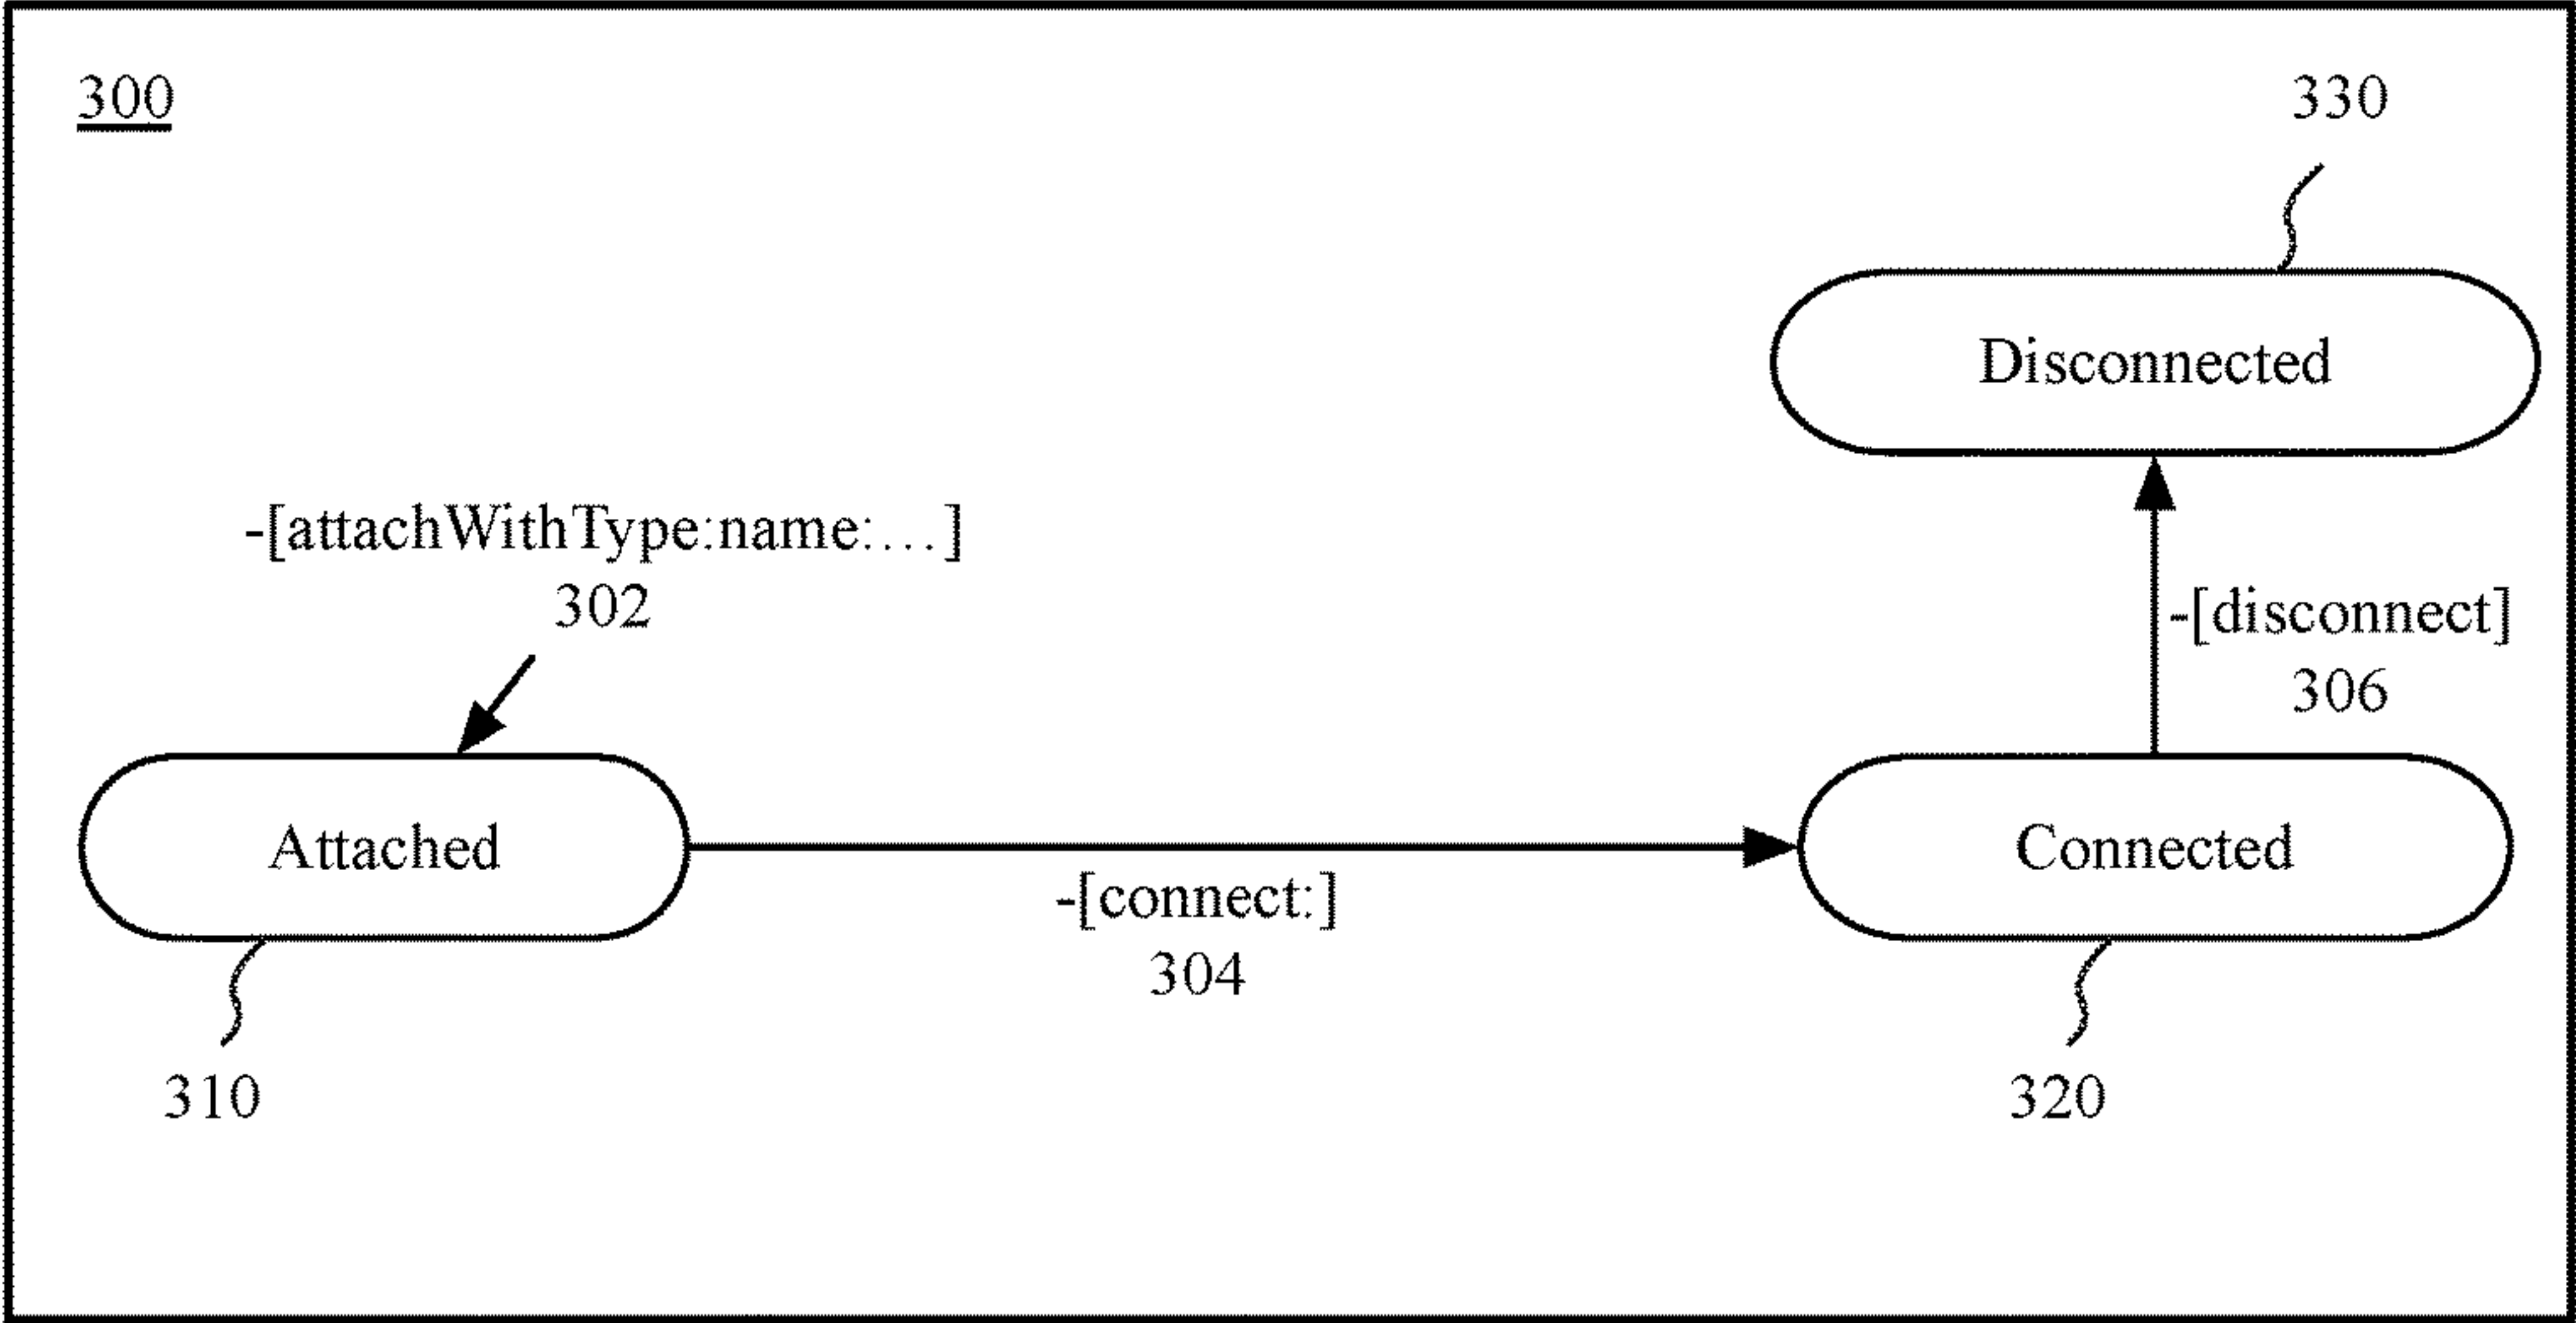 300
330
Disconnected
-[attachWithType:name:…]
302
-[disconnect]
306
Attached
Connected
-[connect:]
304
310
320